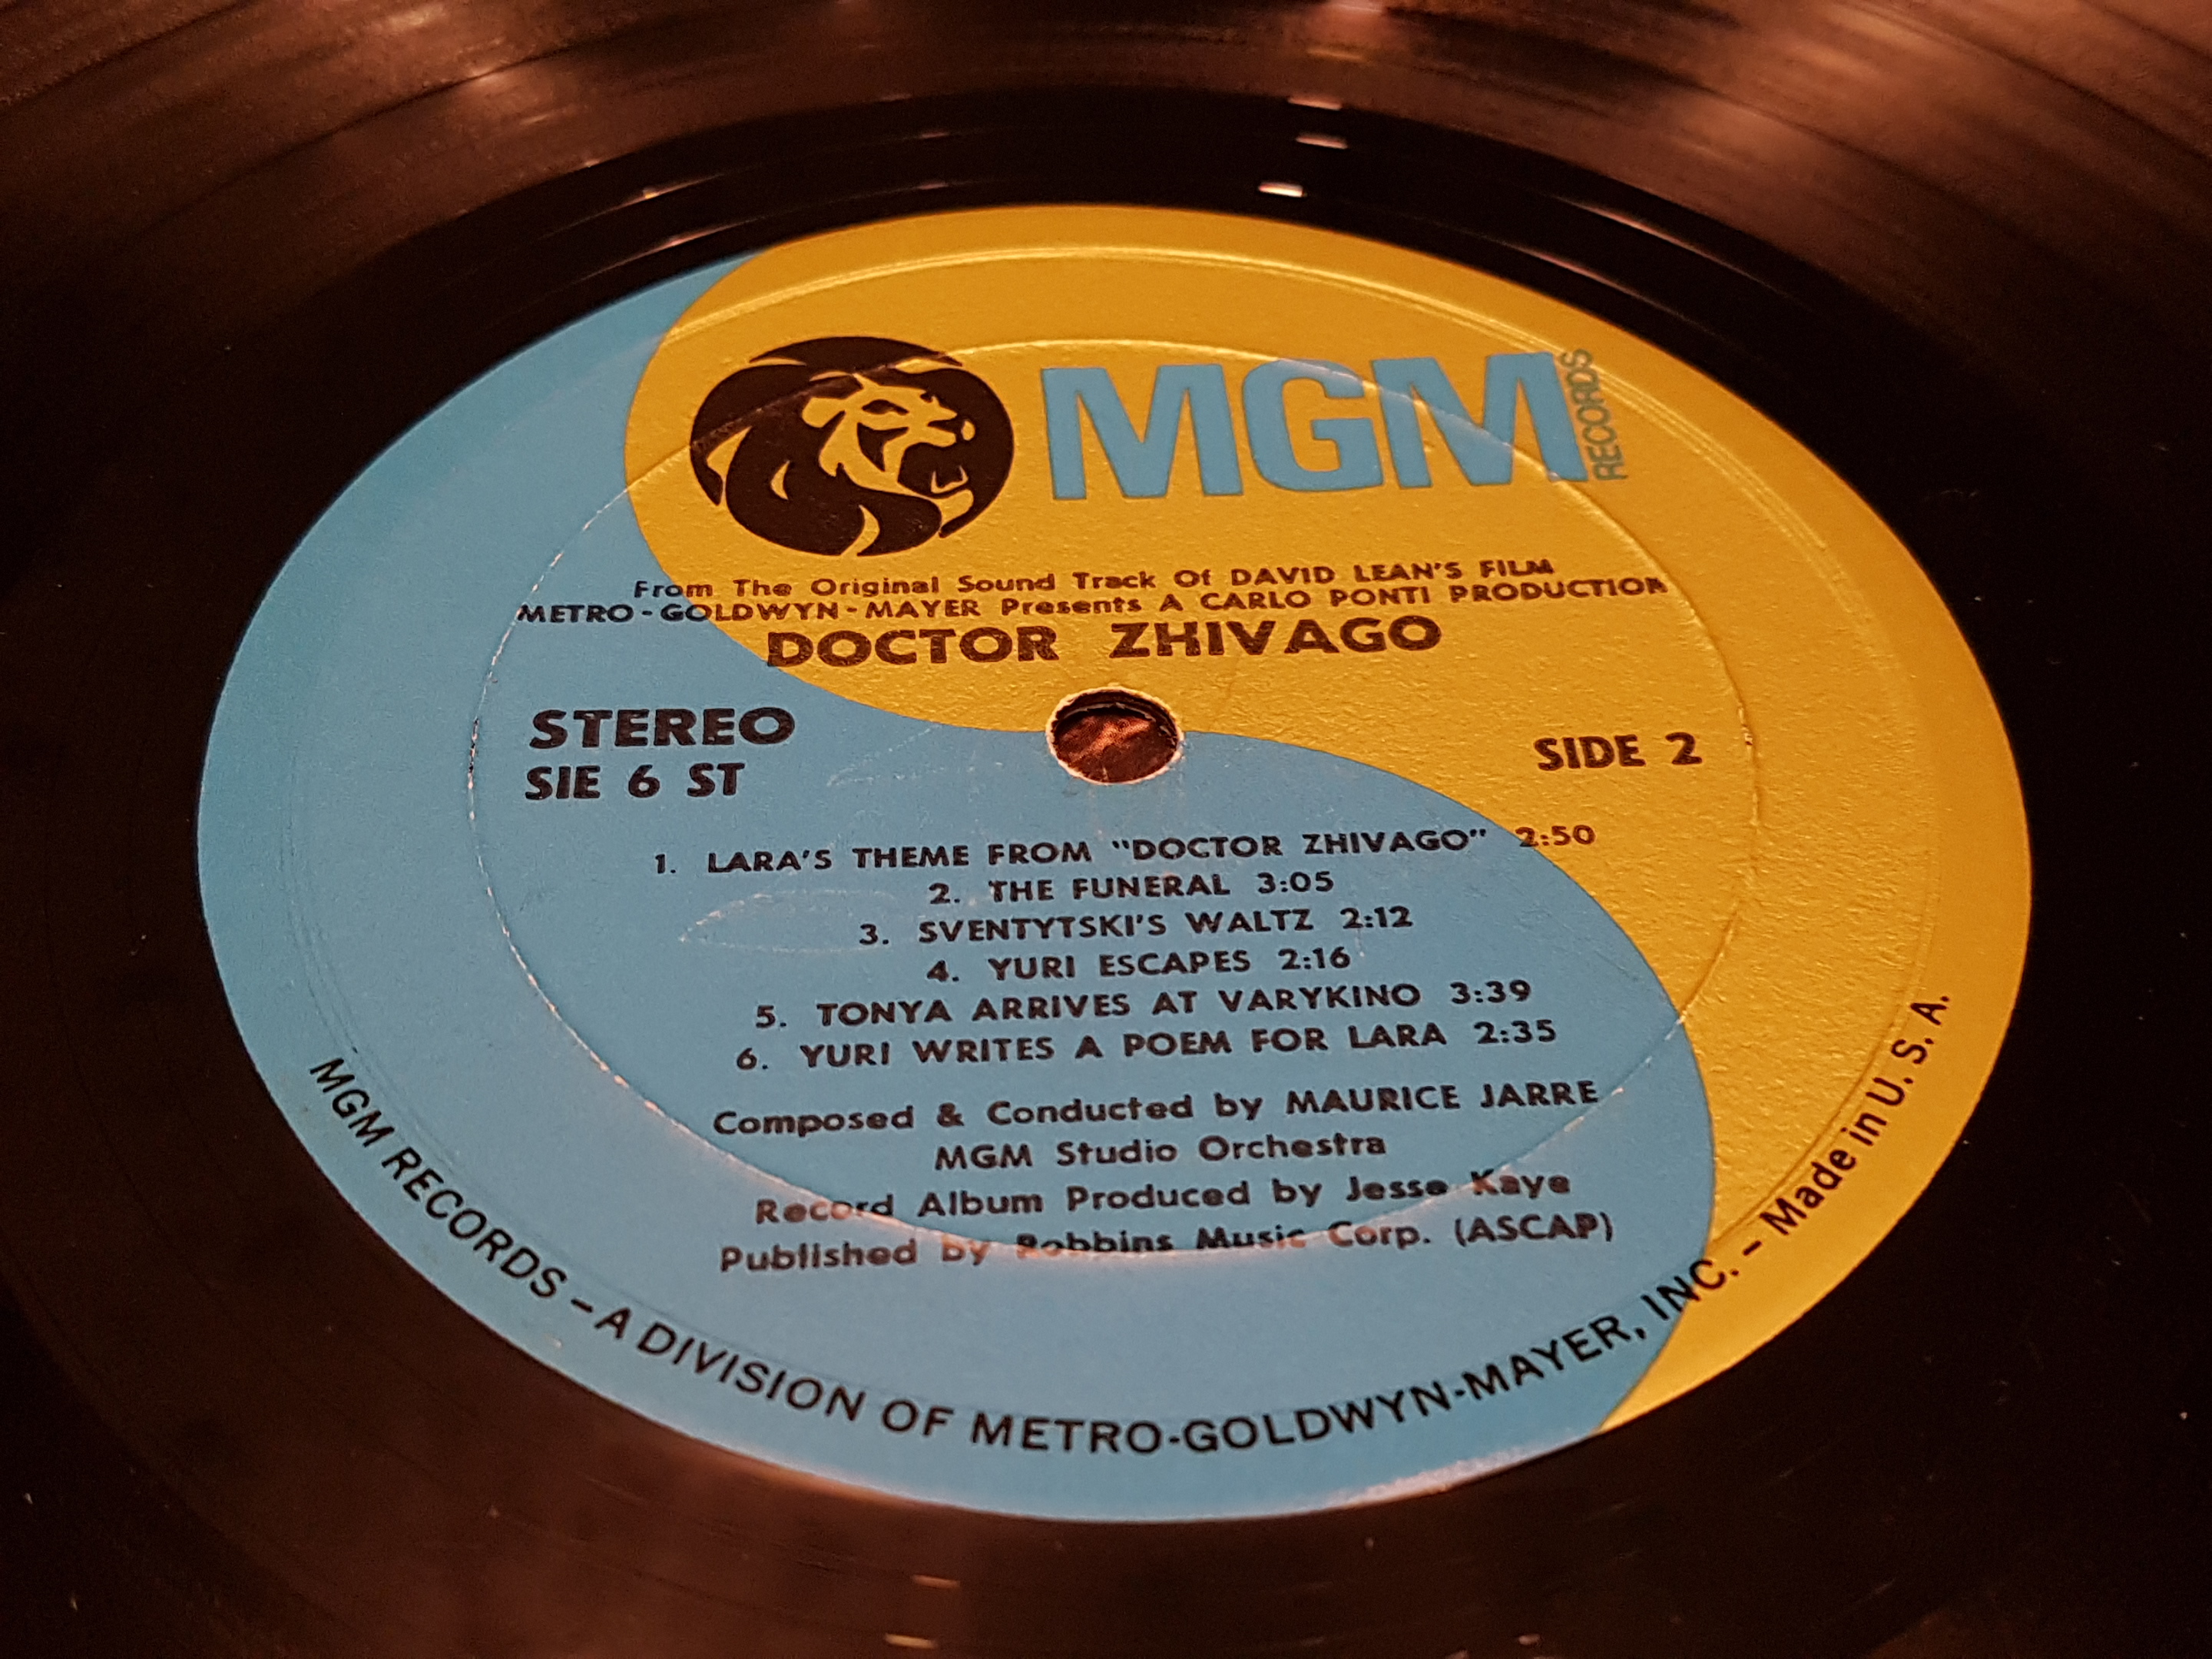 MGM RECORDS
From The Original Sound Track Of DAVID LEAN'S FILM
METRO-GOLDWYN-MAYER Presents A CARLO PONTI PRODUCTION
DOCTOR ZHIVAGO
STEREO
SIE 6 ST
SIDE 2
1. LARA'S THEME FROM "DOCTOR ZHIVAGO" 2:50
2. THE FUNERAL 3:05
3. SVENTYTSKI'S WALTZ 2:12
4. YURI ESCAPES 2:16
5. TONYA ARRIVES AT VARYKINO 3:39
6. YURI WRITES A POEM FOR LARA 2:35
Composed & Conducted by MAURICE JARRE
MGM Studio Orchestra
Record Album Produced by Jesse Kaye
Published by Robbins Music Corp. (ASCAP)
MGM RECORDS – A DIVISION OF METRO-GOLDWYN-MAYER, INC. – Made in U. S. A.